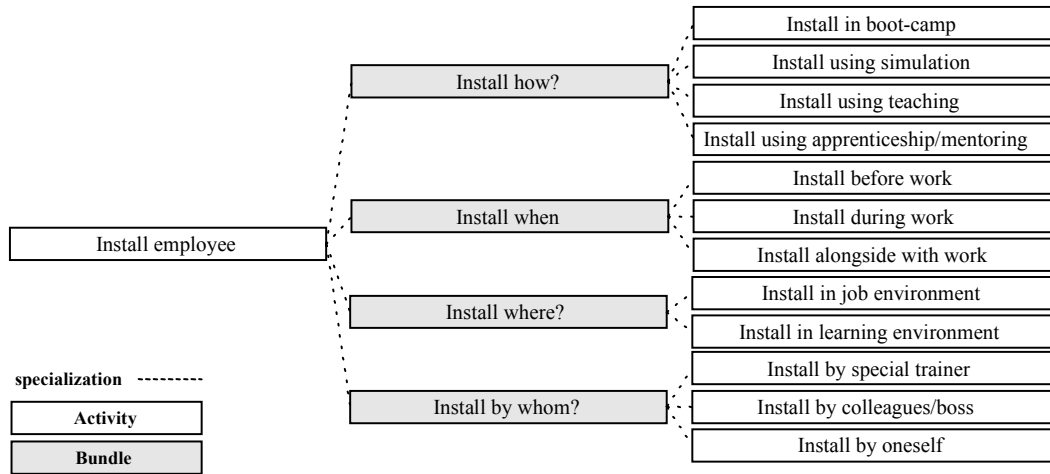 Install in boot-camp
Install using simulation
Install how?
Install using teaching
Install using apprenticeship/mentoring
Install before work
Install when
Install during work
Install employee
Install alongside with work
Install in job environment
Install where?
Install in learning environment
Install by special trainer
specialization
Install by whom?
Install by colleagues/boss
Activity
Install by oneself
Bundle